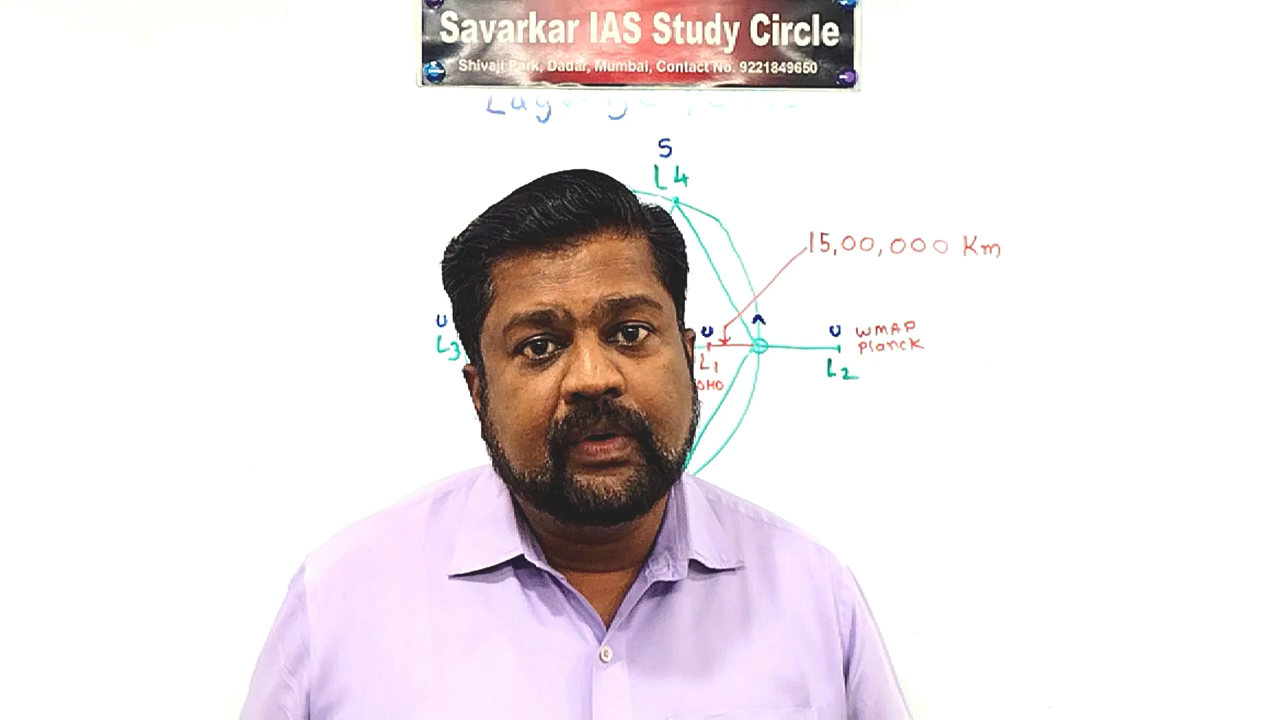 Savarkar IAS Study Circle
Shivaji Park, Dadar, Mumbai, Contact No. 9221849650
S
L4
15,00,000 Km
U
L3
U
L1
U
WMAP
Planck
L2